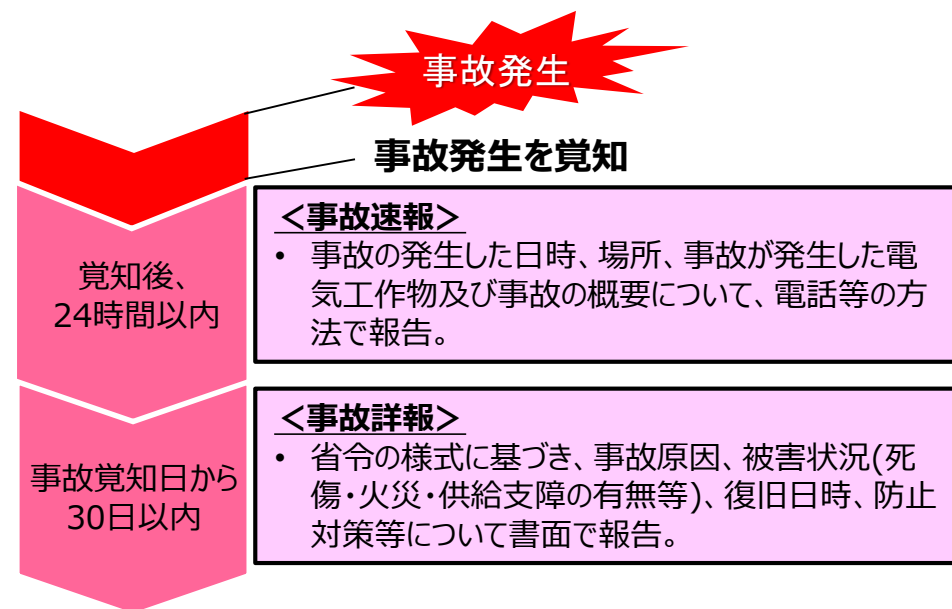 事故発生
事故発生を覚知
覚知後、
24時間以内
＜事故速報＞
• 事故の発生した日時、場所、事故が発生した電
気工作物及び事故の概要について、電話等の方
法で報告。
事故覚知日から
30日以内
＜事故詳報＞
• 省令の様式に基づき、事故原因、被害状況(死
傷・火災・供給支障の有無等)、復旧日時、防止
対策等について書面で報告。